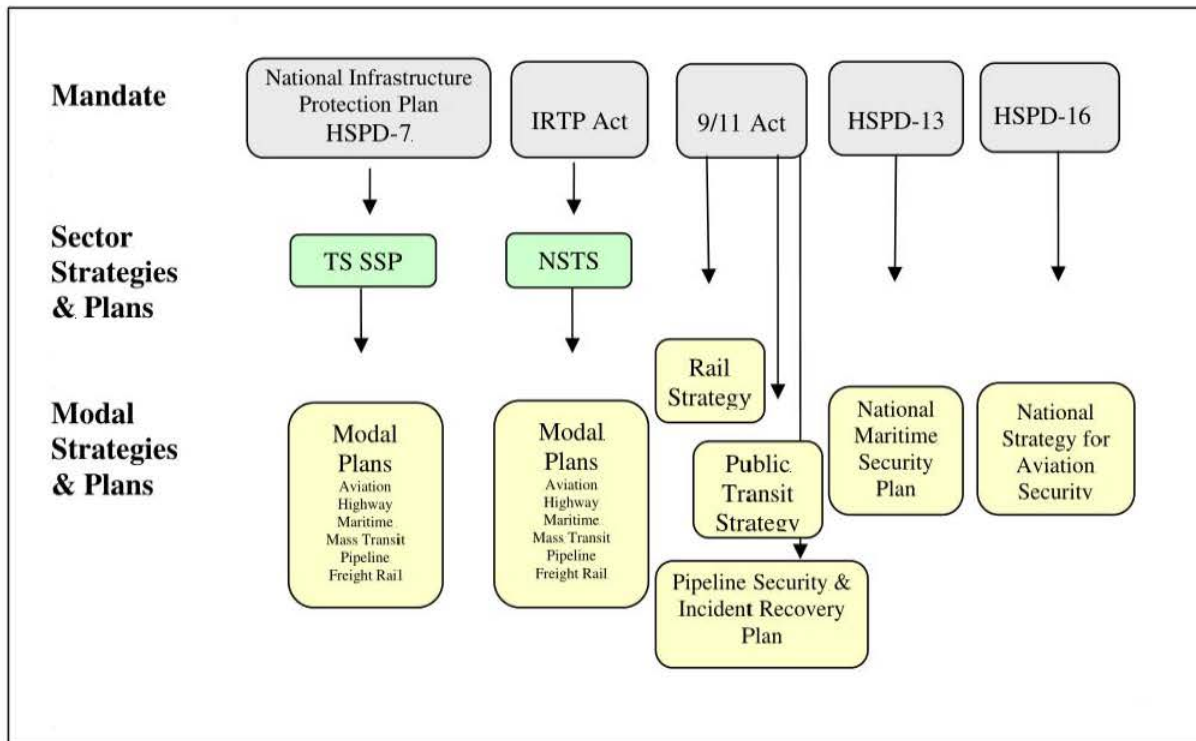 Mandate
National Infrastructure
Protection Plan
HSPD-7
IRTP Act
9/11 Act
HSPD-13
HSPD-16
Sector
Strategies
& Plans
TS SSP
NSTS
Modal
Strategies
& Plans
Modal
Plans
Aviation
Highway
Maritime
Mass Transit
Pipeline
Freight Rail
Modal
Plans
Aviation
Highway
Maritime
Mass Transit
Pipeline
Freight Rail
Rail
Strategy
Public
Transit
Strategy
Pipeline Security &
Incident Recovery
Plan
National
Maritime
Security
Plan
National
Strategy for
Aviation
Security